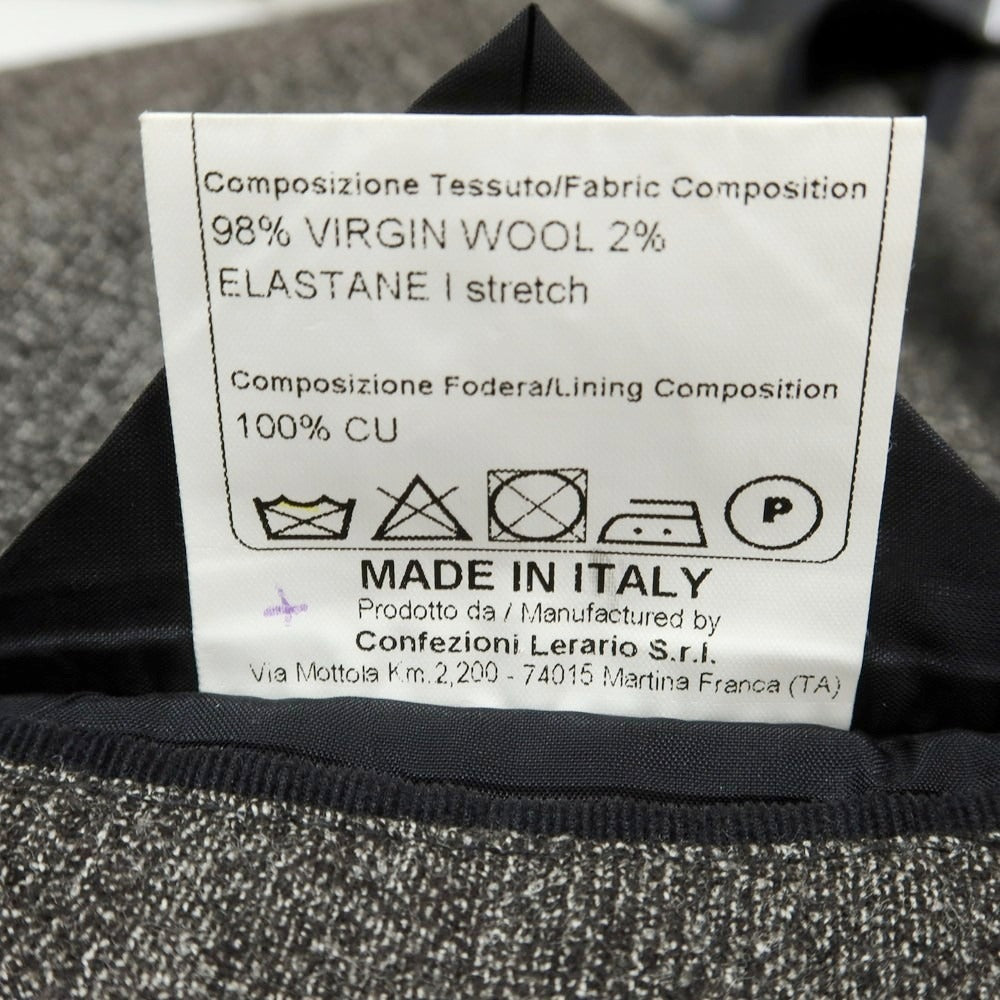 Composizione Tessuto/Fabric Composition
98% VIRGIN WOOL 2%
ELASTANE I stretch
Composizione Fodera/Lining Composition
100% CU
P
MADE IN ITALY
Prodotto da / Manufactured by
Confezioni Lerario S.r.l.
Via Mottola Km.2,200 - 74015 Martina Franca (TA)